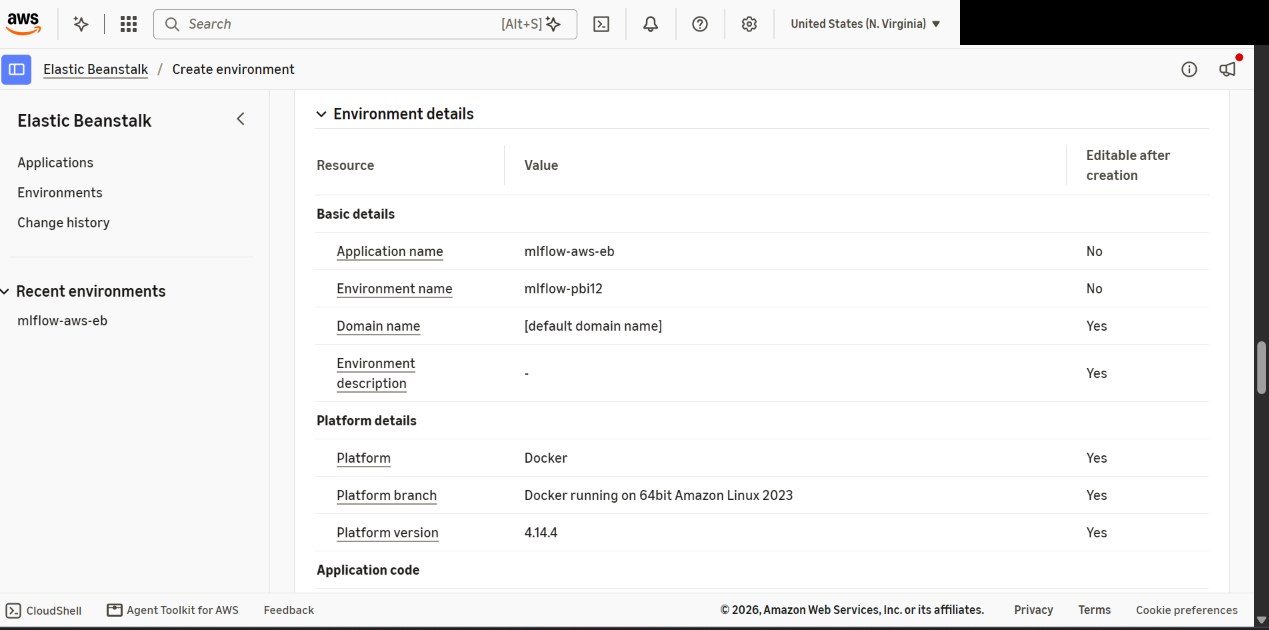 aws
Search
[Alt+S]
United States (N. Virginia)
Elastic Beanstalk / Create environment
Elastic Beanstalk
Applications
Environments
Change history
Recent environments
mlflow-aws-eb
Environment details
Resource Value Editable after creation
Basic details
Application name mlflow-aws-eb No
Environment name mlflow-pbi12 No
Domain name [default domain name] Yes
Environment description - Yes
Platform details
Platform Docker Yes
Platform branch Docker running on 64bit Amazon Linux 2023 Yes
Platform version 4.14.4 Yes
Application code
CloudShell Agent Toolkit for AWS Feedback © 2026, Amazon Web Services, Inc. or its affiliates. Privacy Terms Cookie preferences